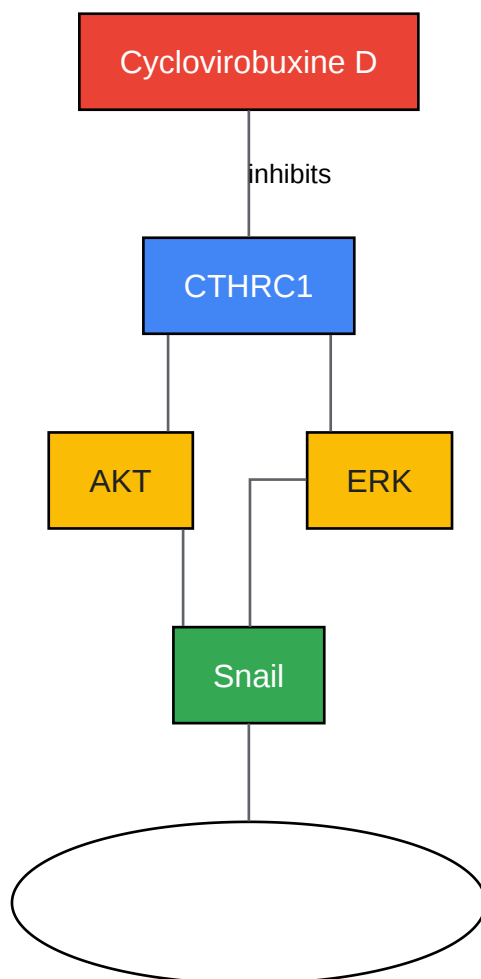 Cyclovirobuxine D
inhibits
CTHRC1
AKT
ERK
Snail